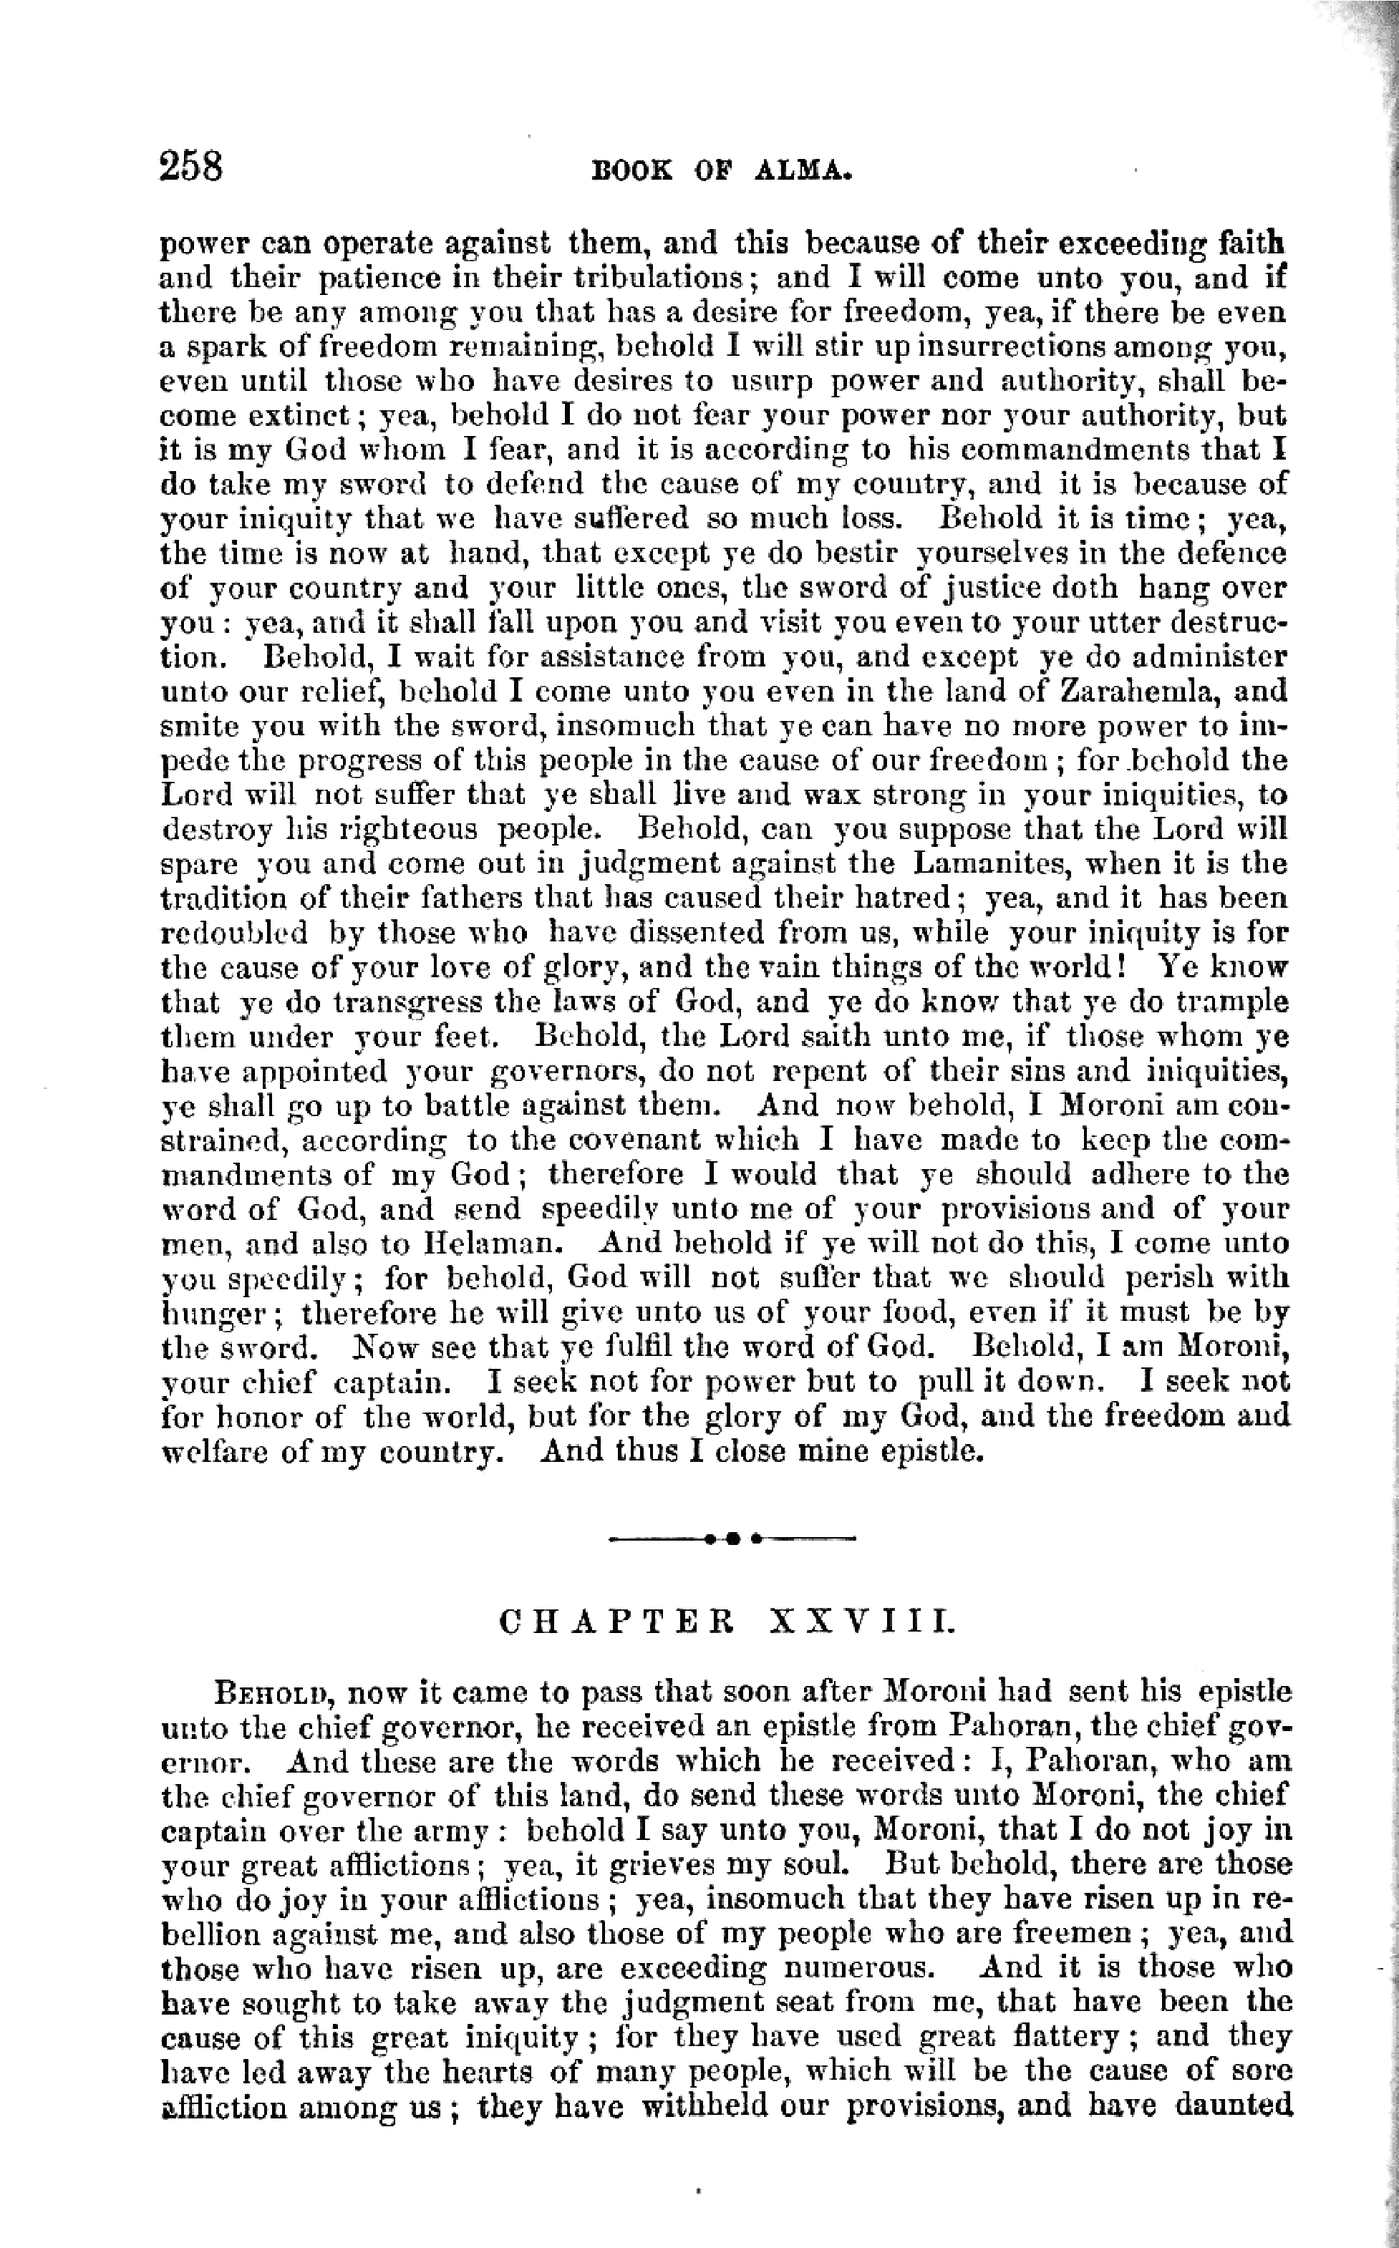 258 BOOK OF ALMA.
power can operate against them, and this because of their exceeding faith
and their patience in their tribulations; and I will come unto you, and if
there be any among you that has a desire for freedom, yea, if there be even
a spark of freedom remaining, behold I will stir up insurrections among you,
even until those who have desires to usurp power and authority, shall be-
come extinct; yea, behold I do not fear your power nor your authority, but
it is my God whom I fear, and it is according to his commandments that I
do take my sword to defend the cause of my country, and it is because of
your iniquity that we have suffered so much loss. Behold it is time; yea,
the time is now at hand, that except ye do bestir yourselves in the defence
of your country and your little ones, the sword of justice doth hang over
you: yea, and it shall fall upon you and visit you even to your utter destruc-
tion. Behold, I wait for assistance from you, and except ye do administer
unto our relief, behold I come unto you even in the land of Zarahemla, and
smite you with the sword, insomuch that ye can have no more power to im-
pede the progress of this people in the cause of our freedom; for behold the
Lord will not suffer that ye shall live and wax strong in your iniquities, to
destroy his righteous people. Behold, can you suppose that the Lord will
spare you and come out in judgment against the Lamanites, when it is the
tradition of their fathers that has caused their hatred; yea, and it has been
redoubled by those who have dissented from us, while your iniquity is for
the cause of your love of glory, and the vain things of the world! Ye know
that ye do transgress the laws of God, and ye do know that ye do trample
them under your feet. Behold, the Lord saith unto me, if those whom ye
have appointed your governors, do not repent of their sins and iniquities,
ye shall go up to battle against them. And now behold, I Moroni am con-
strained, according to the covenant which I have made to keep the com-
mandments of my God; therefore I would that ye should adhere to the
word of God, and send speedily unto me of your provisions and of your
men, and also to Helaman. And behold if ye will not do this, I come unto
you speedily; for behold, God will not suffer that we should perish with
hunger; therefore he will give unto us of your food, even if it must be by
the sword. Now see that ye fulfil the word of God. Behold, I am Moroni,
your chief captain. I seek not for power but to pull it down. I seek not
for honor of the world, but for the glory of my God, and the freedom and
welfare of my country. And thus I close mine epistle.
CHAPTER XXVIII.
BEHOLD, now it came to pass that soon after Moroni had sent his epistle
unto the chief governor, he received an epistle from Pahoran, the chief gov-
ernor. And these are the words which he received: I, Pahoran, who am
the chief governor of this land, do send these words unto Moroni, the chief
captain over the army: behold I say unto you, Moroni, that I do not joy in
your great afflictions; yea, it grieves my soul. But behold, there are those
who do joy in your afflictions; yea, insomuch that they have risen up in re-
bellion against me, and also those of my people who are freemen; yea, and
those who have risen up, are exceeding numerous. And it is those who
have sought to take away the judgment seat from me, that have been the
cause of this great iniquity; for they have used great flattery; and they
have led away the hearts of many people, which will be the cause of sore
affliction among us; they have withheld our provisions, and have daunted